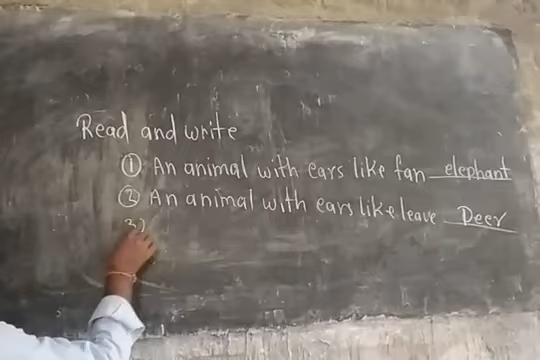 Read and write
① An animal with ears like fan elephant
② An animal with ears like leave Deer
3)